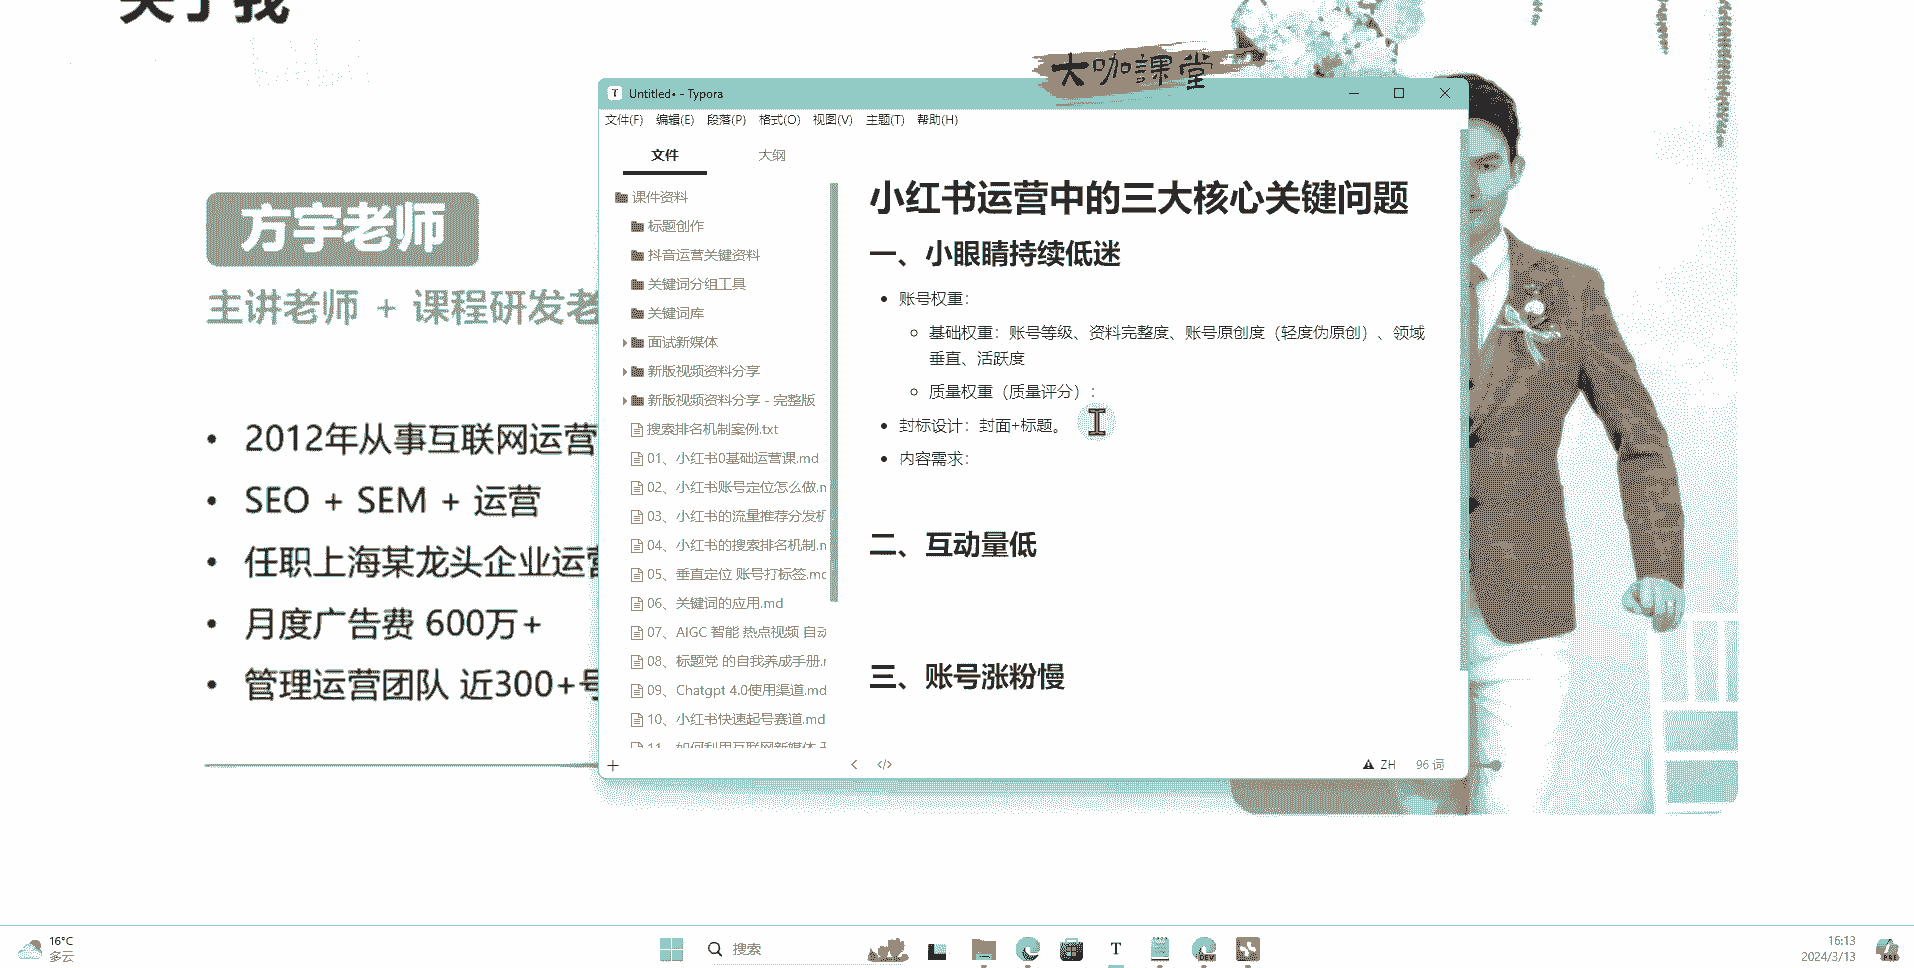 关于我
大咖課堂
方宇老师
主讲老师 + 课程研发老
2012年从事互联网运营
SEO + SEM + 运营
任职上海某龙头企业运营
月度广告费 600万+
管理运营团队 近300+号
Untitled• - Typora
文件(F) 编辑(E) 段落(P) 格式(O) 视图(V) 主题(T) 帮助(H)
文件 大纲
课件资料
标题创作
抖音运营关键资料
关键词分组工具
关键词库
面试新媒体
新版视频资料分享
新版视频资料分享 - 完整版
搜索排名机制案例.txt
01、小红书0基础运营课.md
02、小红书账号定位怎么做.m
03、小红书的流量推荐分发机
04、小红书的搜索排名机制.m
05、垂直定位 账号打标签.md
06、关键词的应用.md
07、AIGC 智能 热点视频 自动
08、标题党 的自我养成手册.m
09、Chatgpt 4.0使用渠道.md
10、小红书快速起号赛道.md
11、如何利用互联网新媒体
小红书运营中的三大核心关键问题
一、小眼睛持续低迷
账号权重：
基础权重：账号等级、资料完整度、账号原创度（轻度伪原创）、领域
垂直、活跃度
质量权重（质量评分）：
封标设计：封面+标题。
内容需求：
二、互动量低
三、账号涨粉慢
ZH 96 词
16°C
多云
搜索
DEV
16:13
2024/3/13
PRE